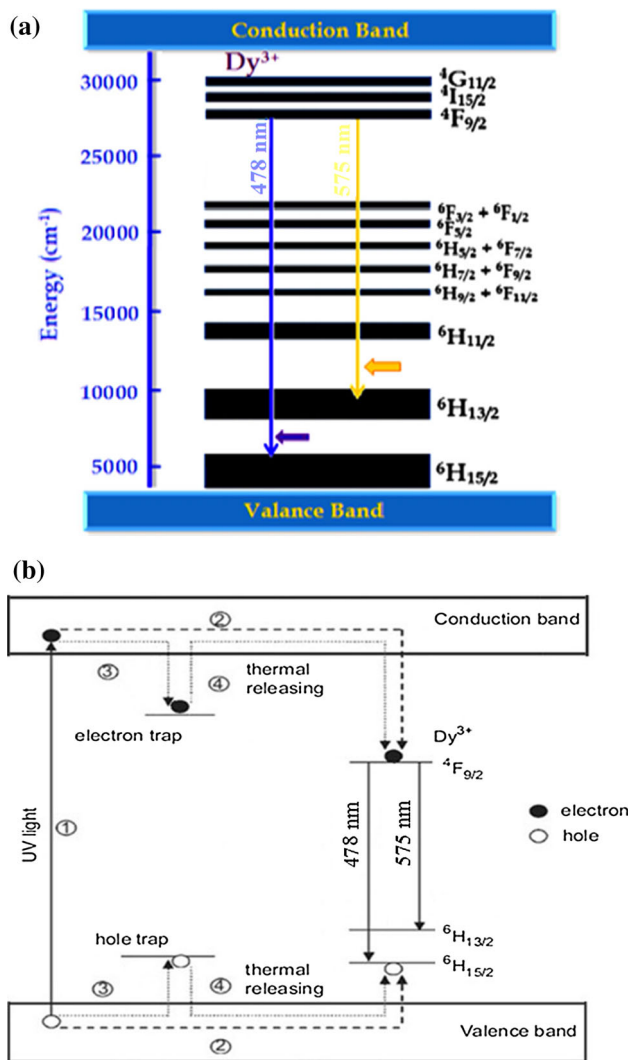 (a)
Conduction Band
Dy³⁺
30000
25000
20000
15000
10000
5000
Energy (cm⁻¹)
478 nm
575 nm
⁴G₁₁/₂
⁴I₁₅/₂
⁴F₉/₂
⁶F₃/₂ + ⁶F₁/₂
⁶F₅/₂
⁶H₅/₂ + ⁶F₇/₂
⁶H₇/₂ + ⁶F₉/₂
⁶H₉/₂ + ⁶F₁₁/₂
⁶H₁₁/₂
⁶H₁₃/₂
⁶H₁₅/₂
Valance Band
(b)
②
Conduction band
③
④
thermal
releasing
electron trap
Dy³⁺
⁴F₉/₂
UV light
①
478 nm
575 nm
electron
hole
hole trap
⁶H₁₃/₂
⁶H₁₅/₂
③
④
thermal
releasing
②
Valence band